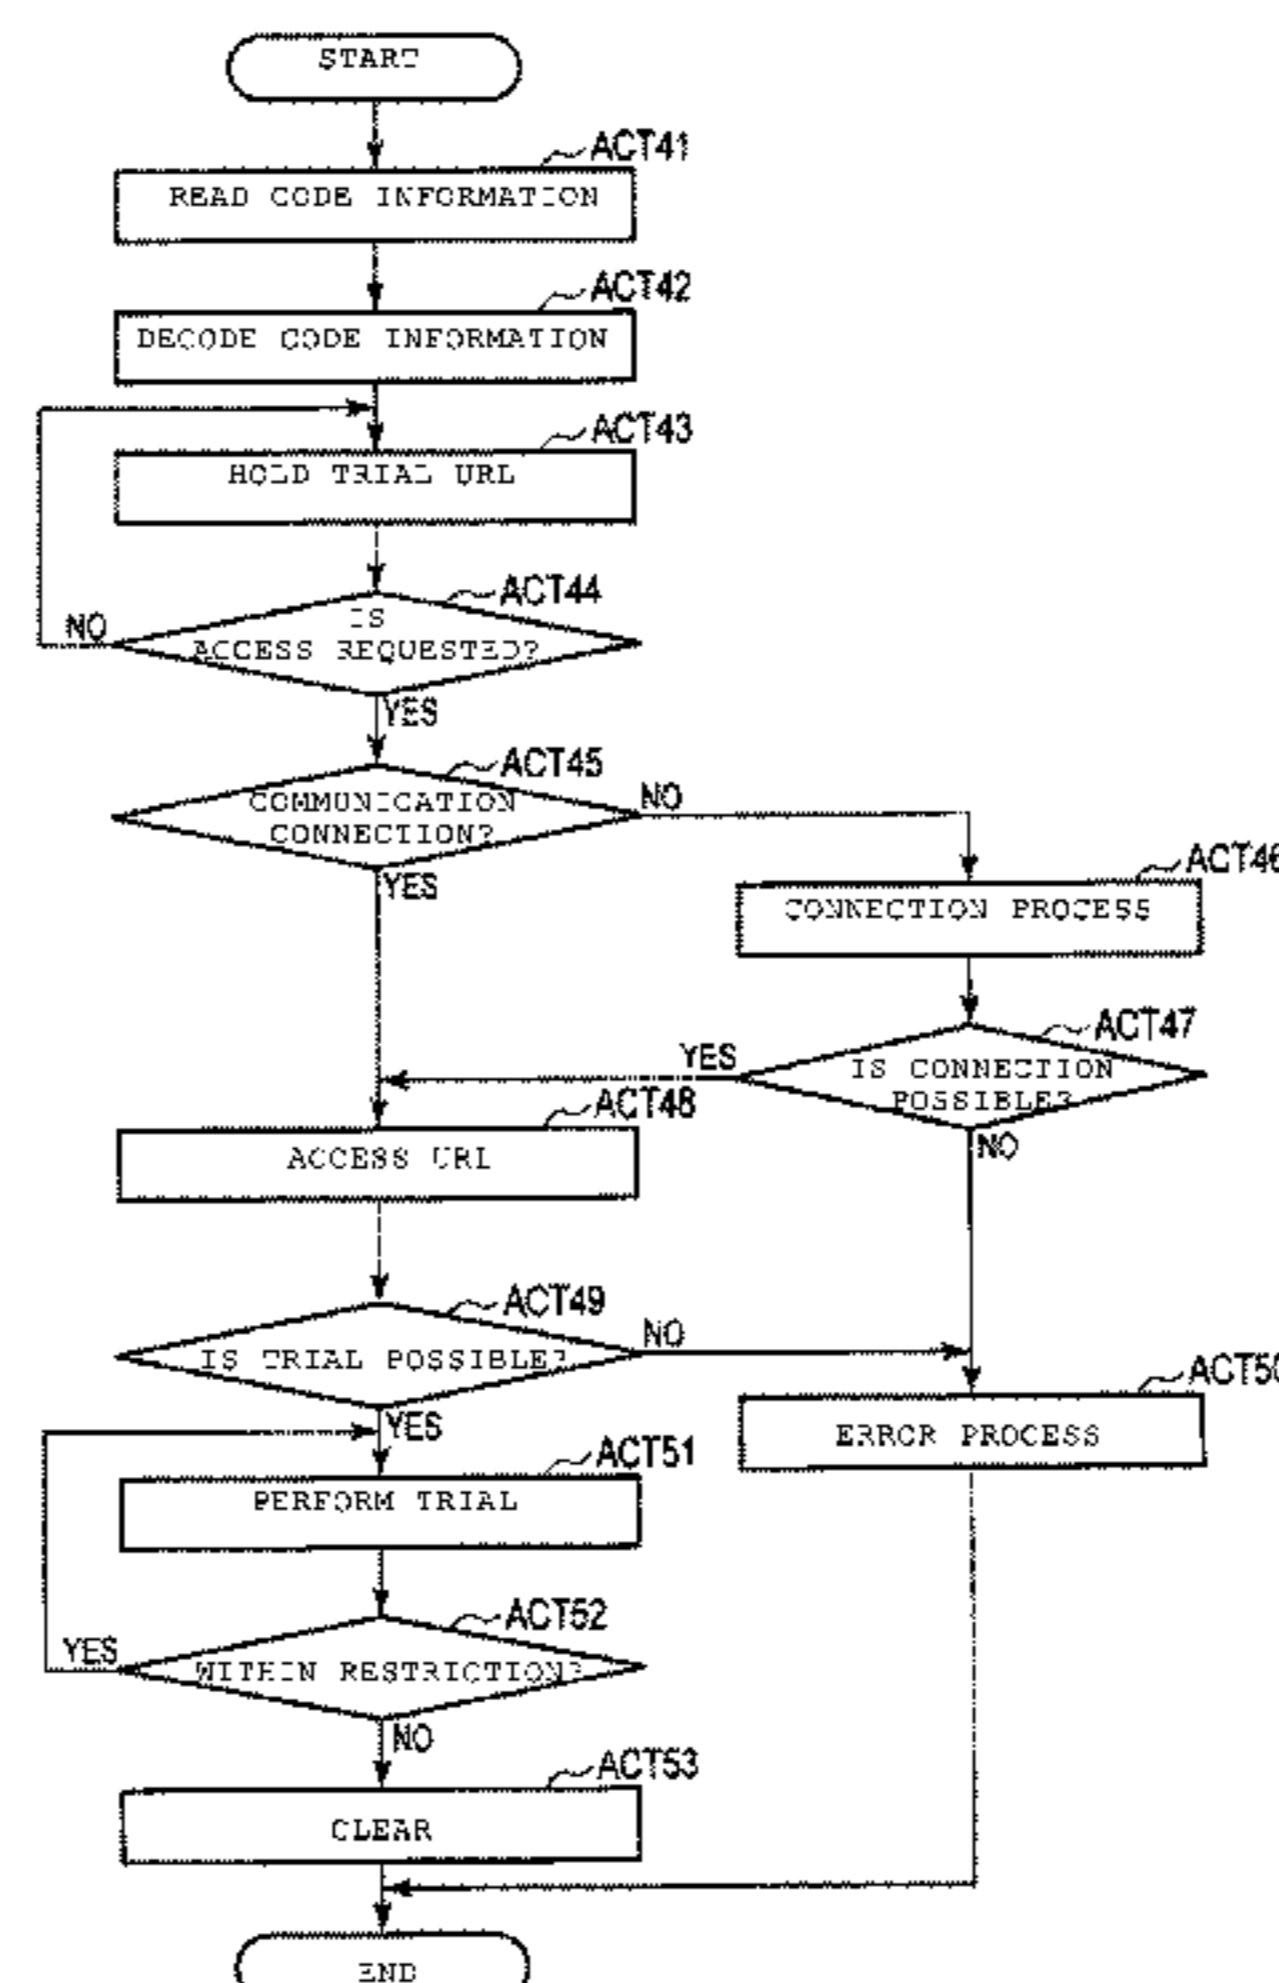 START
ACT41
READ CODE INFORMATION
ACT42
DECODE CODE INFORMATION
ACT43
HOLD TRIAL URL
ACT44
IS
ACCESS REQUESTED?
NO
YES
ACT45
COMMUNICATION
CONNECTION?
NO
YES
ACT46
CONNECTION PROCESS
ACT47
IS CONNECTION
POSSIBLE?
YES
NO
ACT48
ACCESS URL
ACT49
IS TRIAL POSSIBLE?
NO
YES
ACT50
ERROR PROCESS
ACT51
PERFORM TRIAL
ACT52
WITHIN RESTRICTION?
YES
NO
ACT53
CLEAR
END